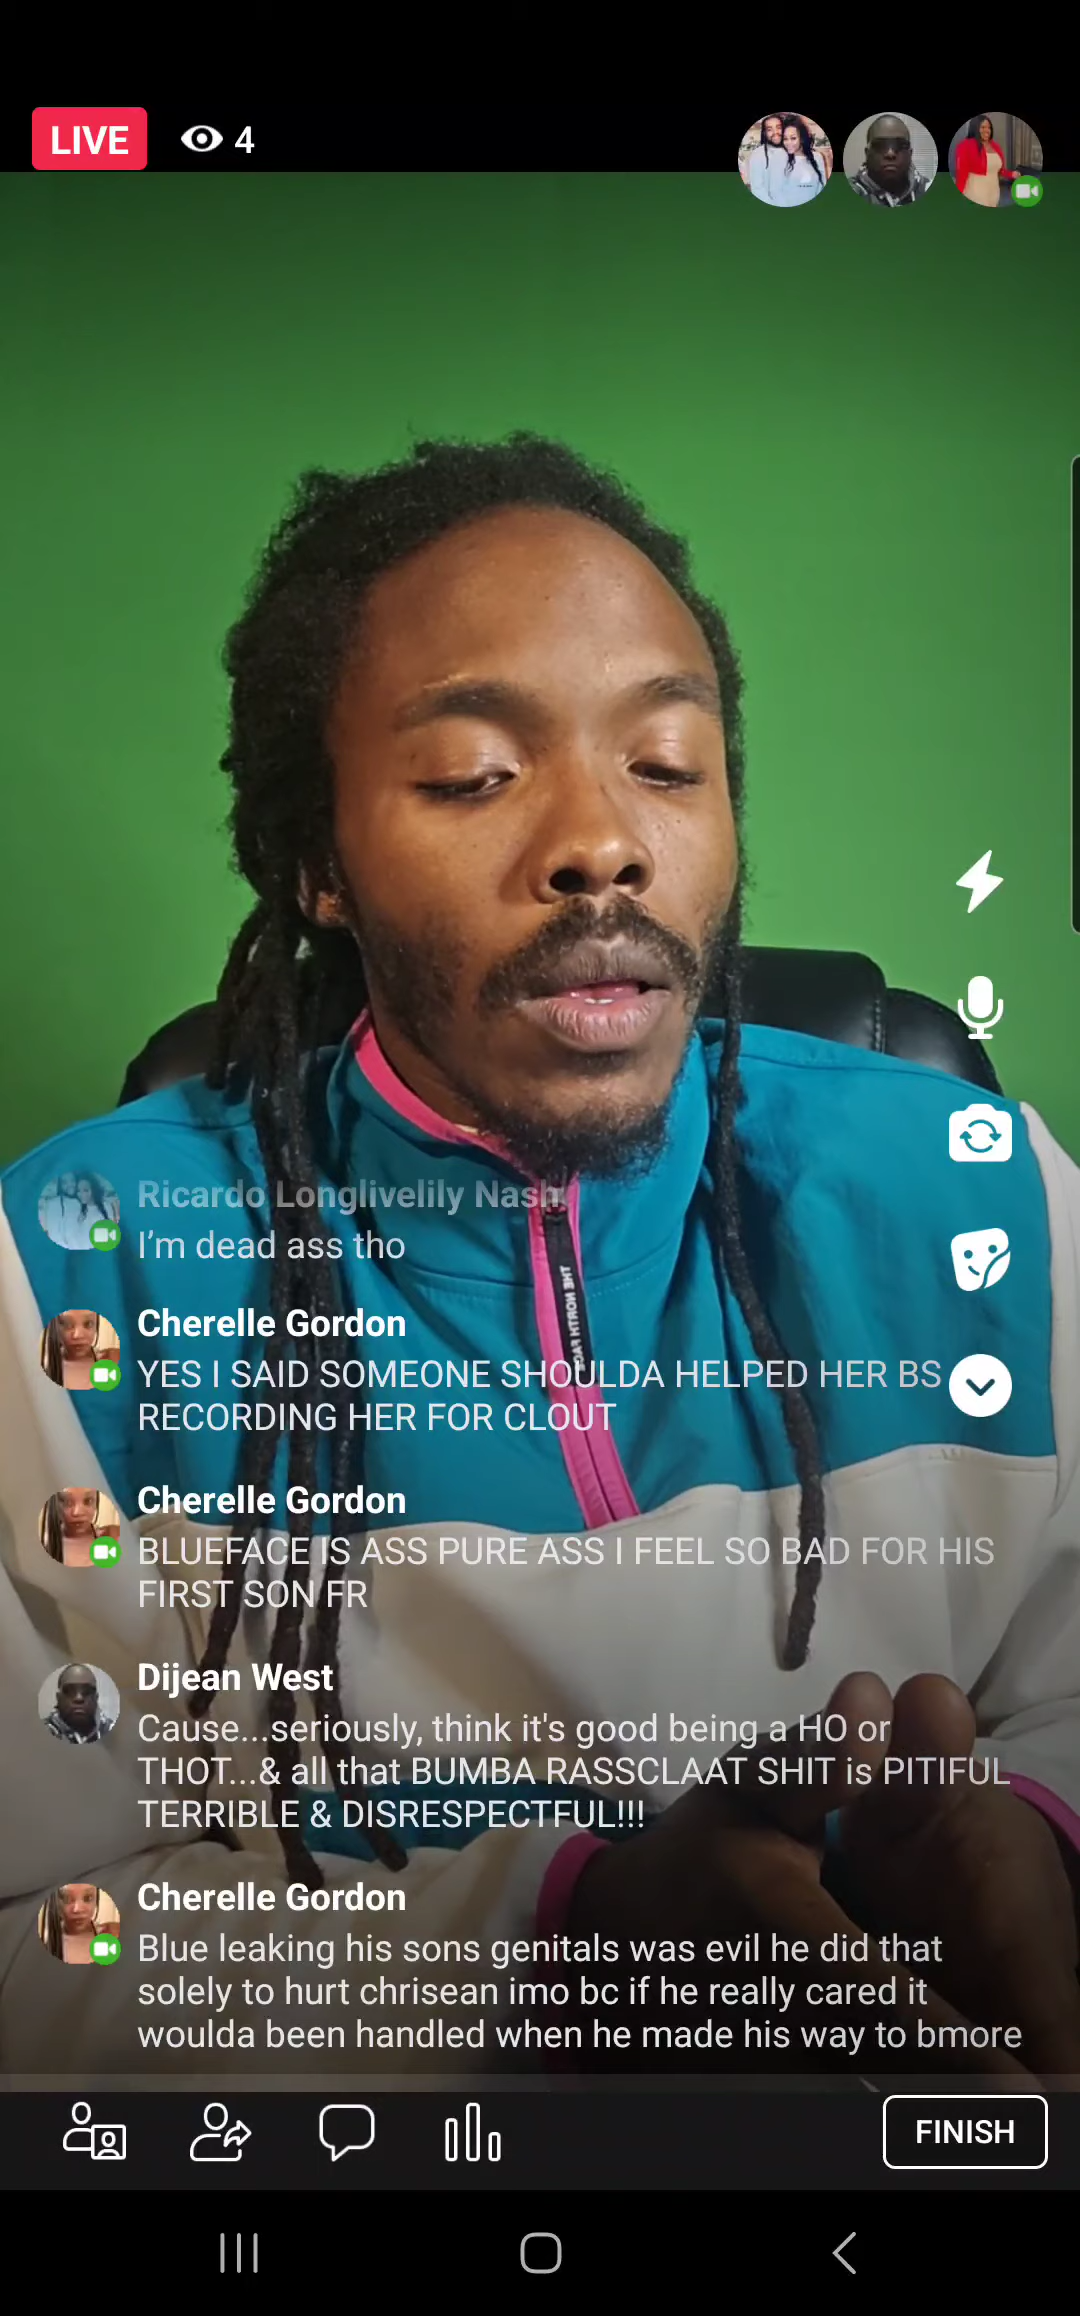 LIVE
4
Ricardo Longlivelily Nash
I'm dead ass tho
THE NORTH FACE
Cherelle Gordon
YES I SAID SOMEONE SHOULDA HELPED HER BS
RECORDING HER FOR CLOUT
Cherelle Gordon
BLUEFACE IS ASS PURE ASS I FEEL SO BAD FOR HIS
FIRST SON FR
Dijean West
Cause...seriously, think it's good being a HO or
THOT...& all that BUMBA RASSCLAAT SHIT is PITIFUL
TERRIBLE & DISRESPECTFUL!!!
Cherelle Gordon
Blue leaking his sons genitals was evil he did that
solely to hurt chrisean imo bc if he really cared it
woulda been handled when he made his way to bmore
FINISH